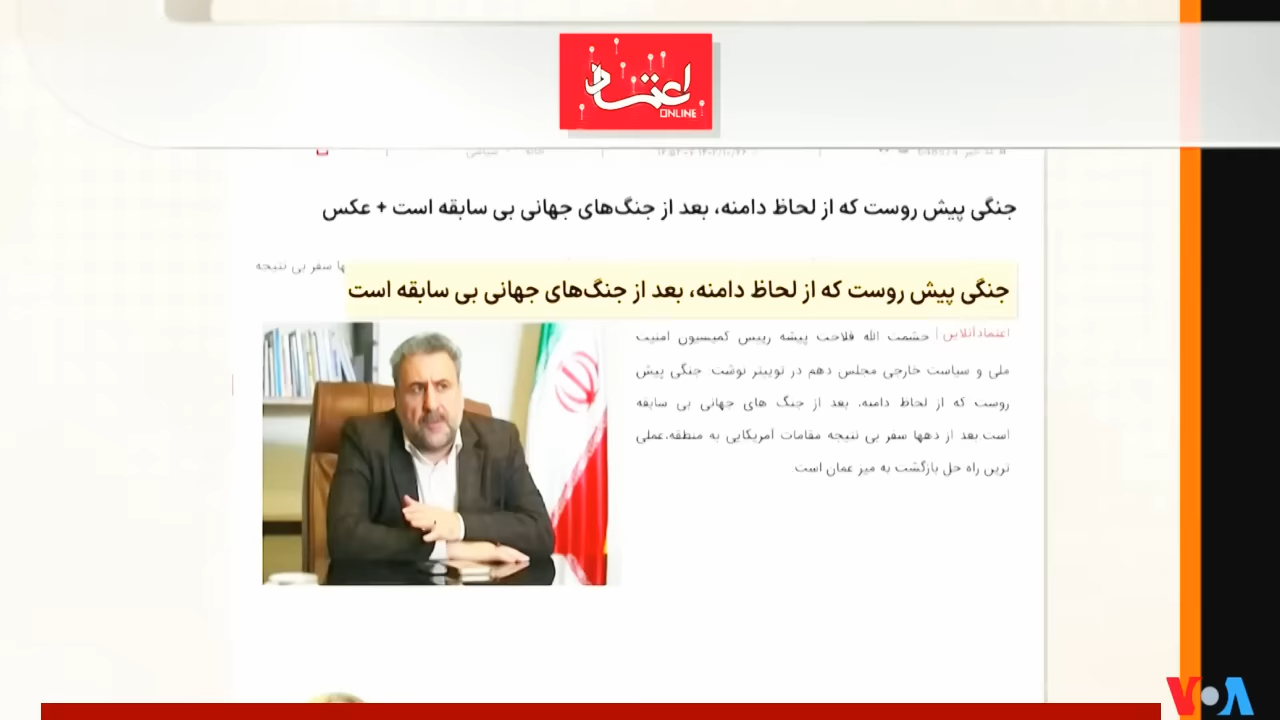 اعتماد
ONLINE
جنگی پیش روست که از لحاظ دامنه، بعد از جنگ‌های جهانی بی سابقه است + عکس
ها سفر بی نتیجه
جنگی پیش روست که از لحاظ دامنه، بعد از جنگ‌های جهانی بی سابقه است
اعتمادآنلاین | حشمت الله فلاحت پیشه رییس کمیسیون امنیت
ملی و سیاست خارجی مجلس دهم در توییتر نوشت جنگی پیش
روست که از لحاظ دامنه، بعد از جنگ های جهانی بی سابقه
است بعد از دهها سفر بی نتیجه مقامات آمریکایی به منطقه،عملی
ترین راه حل بازگشت به میز عمان است
VOA